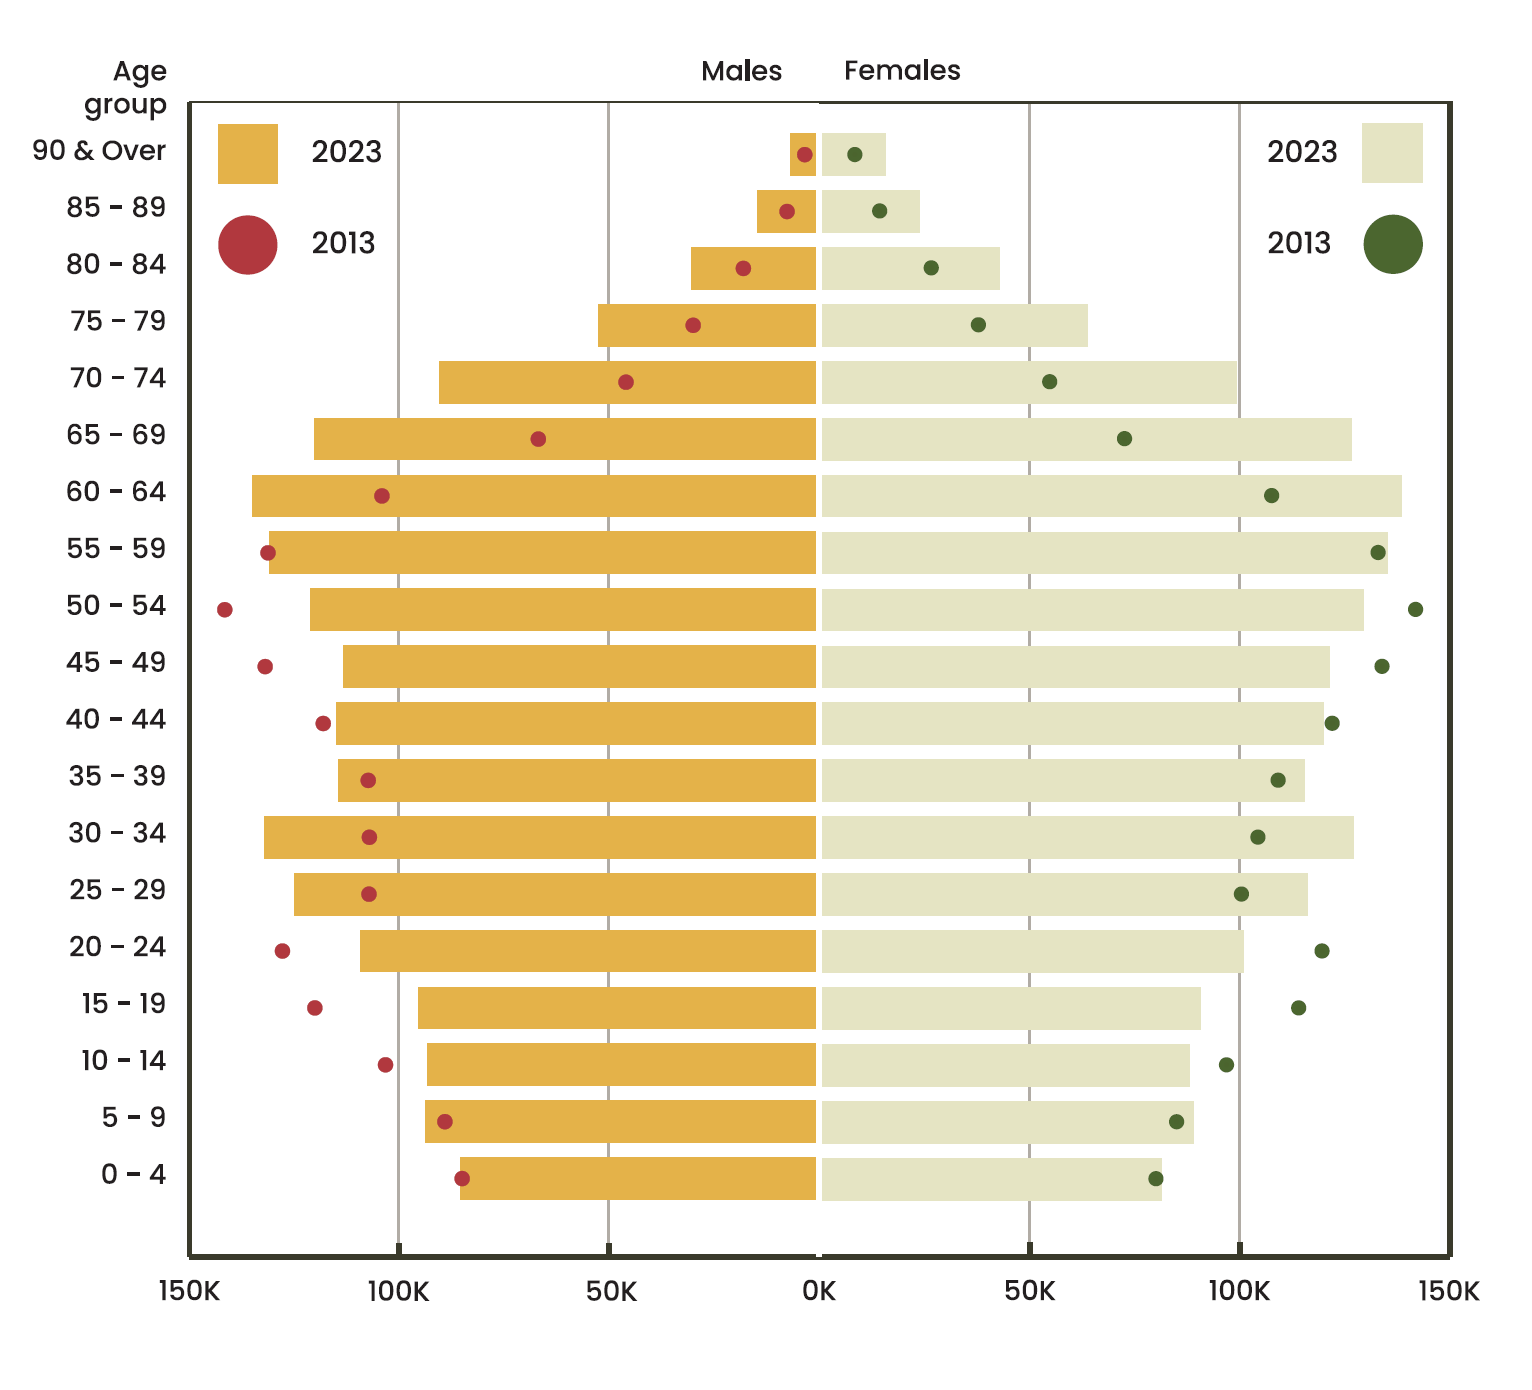 Males Females
Age
group
2023 2023
90 & Over
85 – 89
2013 2013
80 – 84
75 – 79
70 – 74
65 – 69
60 – 64
55 – 59
50 – 54
45 – 49
40 – 44
35 – 39
30 – 34
25 – 29
20 – 24
15 – 19
10 – 14
5 – 9
0 – 4
150K 100K 50K 0K 50K 100K 150K